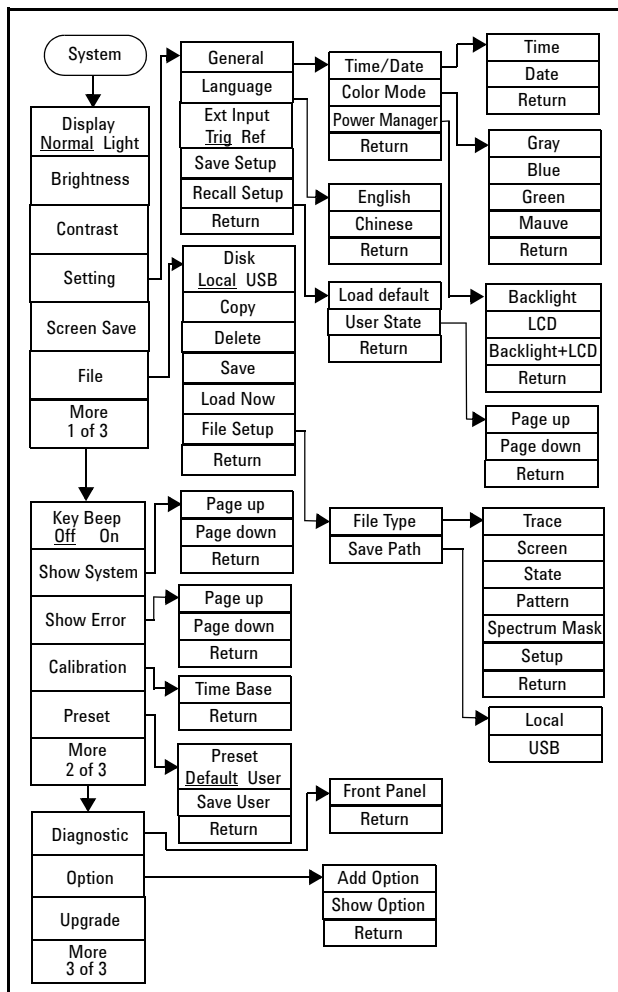 System
Display
Normal Light
Brightness
Contrast
Setting
Screen Save
File
More
1 of 3
Key Beep
Off On
Show System
Show Error
Calibration
Preset
More
2 of 3
Diagnostic
Option
Upgrade
More
3 of 3
General
Language
Ext Input
Trig Ref
Save Setup
Recall Setup
Return
Disk
Local USB
Copy
Delete
Save
Load Now
File Setup
Return
Page up
Page down
Return
Page up
Page down
Return
Time Base
Return
Preset
Default User
Save User
Return
Time/Date
Color Mode
Power Manager
Return
English
Chinese
Return
Load default
User State
Return
File Type
Save Path
Front Panel
Return
Add Option
Show Option
Return
Time
Date
Return
Gray
Blue
Green
Mauve
Return
Backlight
LCD
Backlight+LCD
Return
Page up
Page down
Return
Trace
Screen
State
Pattern
Spectrum Mask
Setup
Return
Local
USB